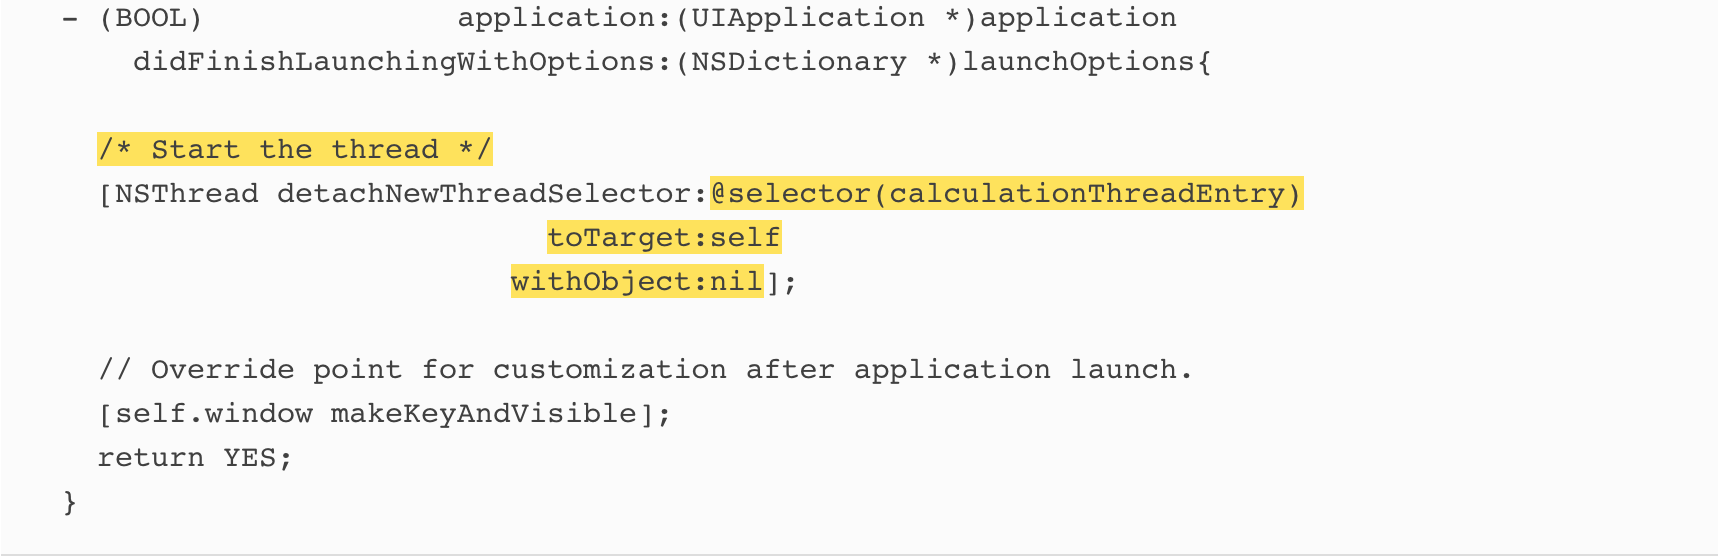 - (BOOL)              application:(UIApplication *)application
    didFinishLaunchingWithOptions:(NSDictionary *)launchOptions{
  /* Start the thread */
  [NSThread detachNewThreadSelector:@selector(calculationThreadEntry)
                           toTarget:self
                         withObject:nil];
  // Override point for customization after application launch.
  [self.window makeKeyAndVisible];
  return YES;
}